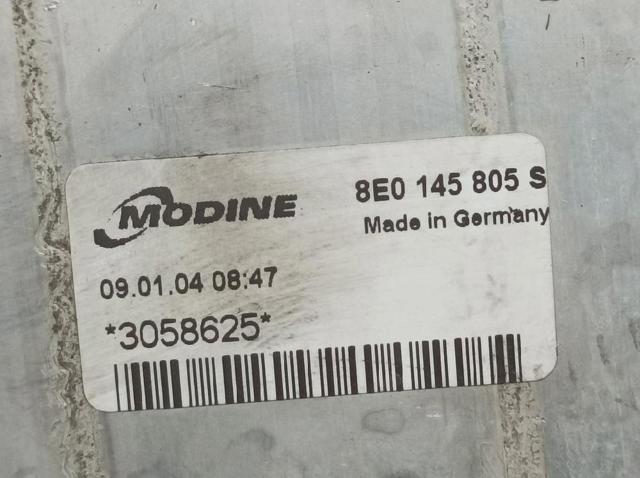 MODINE
8E0 145 805 S
Made in Germany
09.01.04 08:47
*3058625*